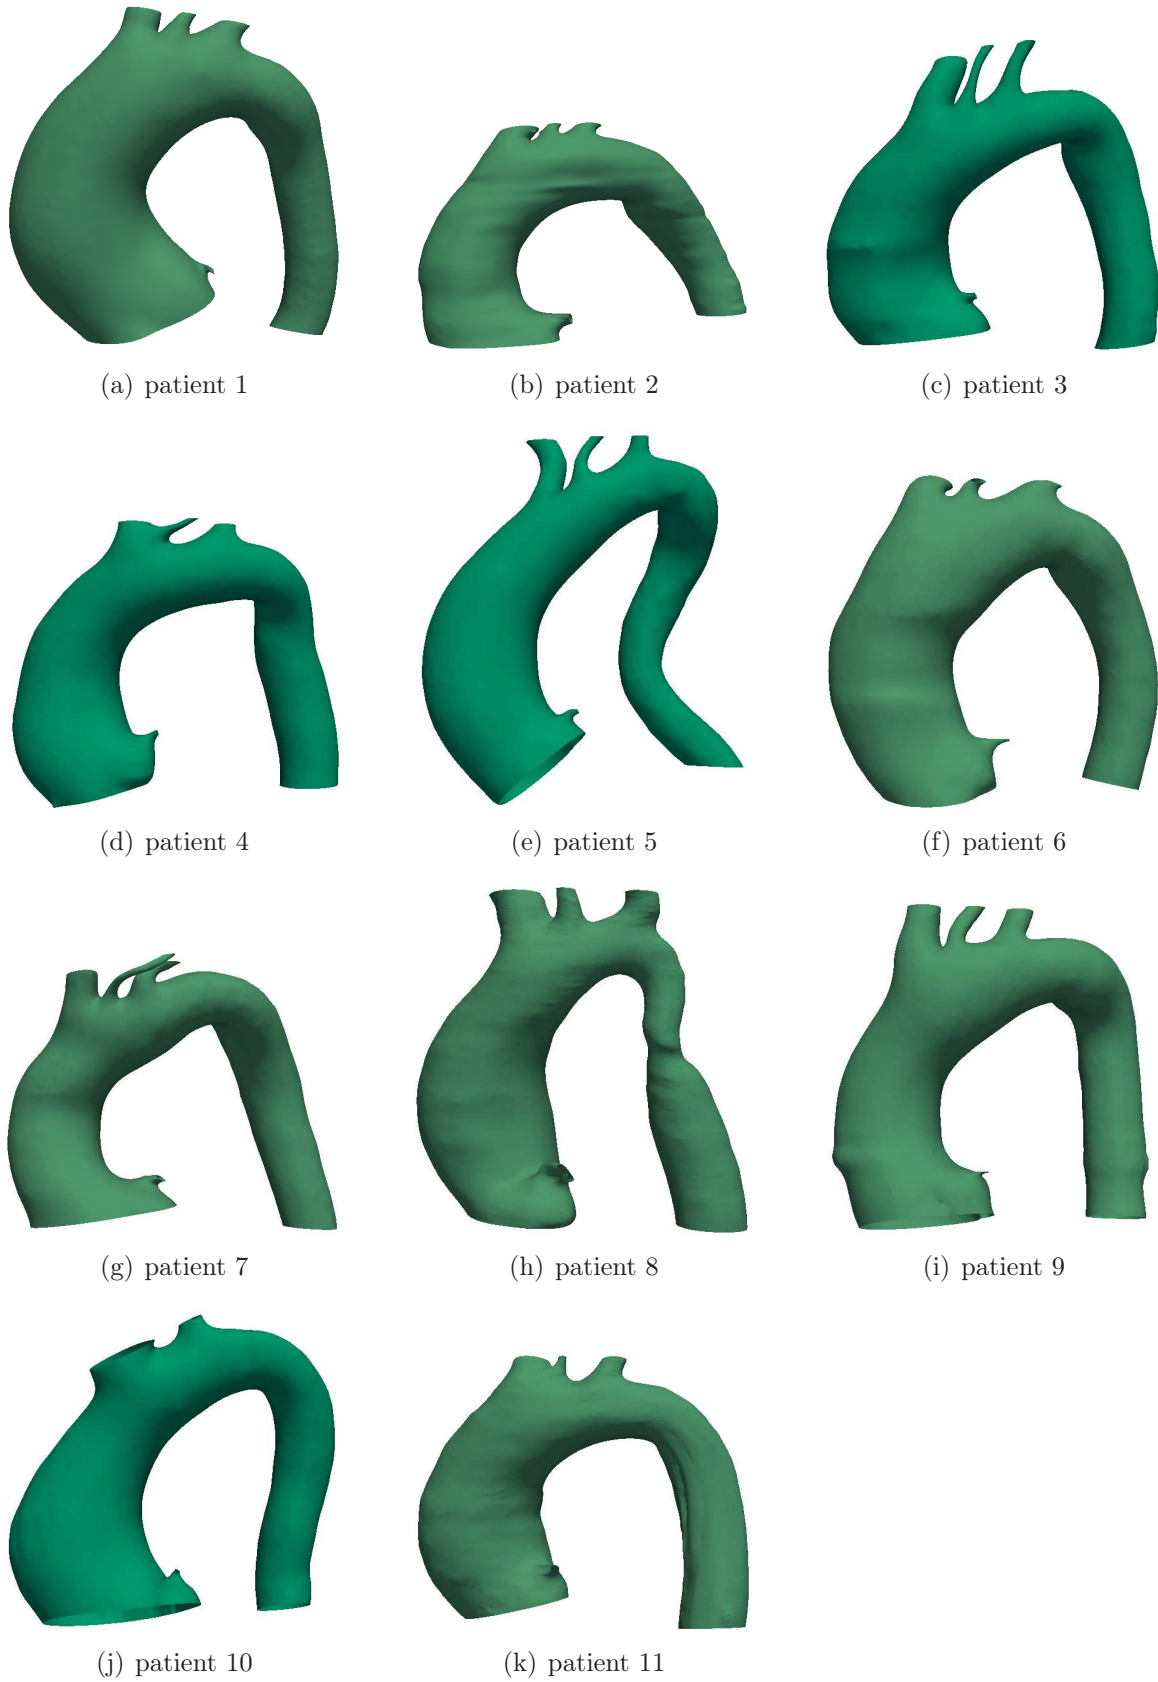 (a) patient 1
(b) patient 2
(c) patient 3
(d) patient 4
(e) patient 5
(f) patient 6
(g) patient 7
(h) patient 8
(i) patient 9
(j) patient 10
(k) patient 11